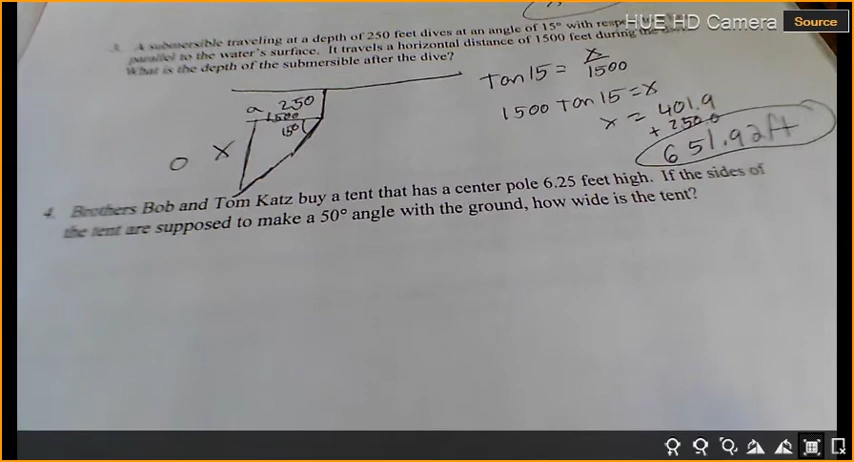 HUE HD Camera
Source
3. A submersible traveling at a depth of 250 feet dives at an angle of 15° with
parallel to the water's surface. It travels a horizontal distance of 1500 feet during the
What is the depth of the submersible after the dive?
Tan 15 = x/1500
1500 Tan 15 = x
x = 401.9
+ 250.0
651.92 ft
a 250
1500
15°
O X
4. Brothers Bob and Tom Katz buy a tent that has a center pole 6.25 feet high. If the sides of
the tent are supposed to make a 50° angle with the ground, how wide is the tent?